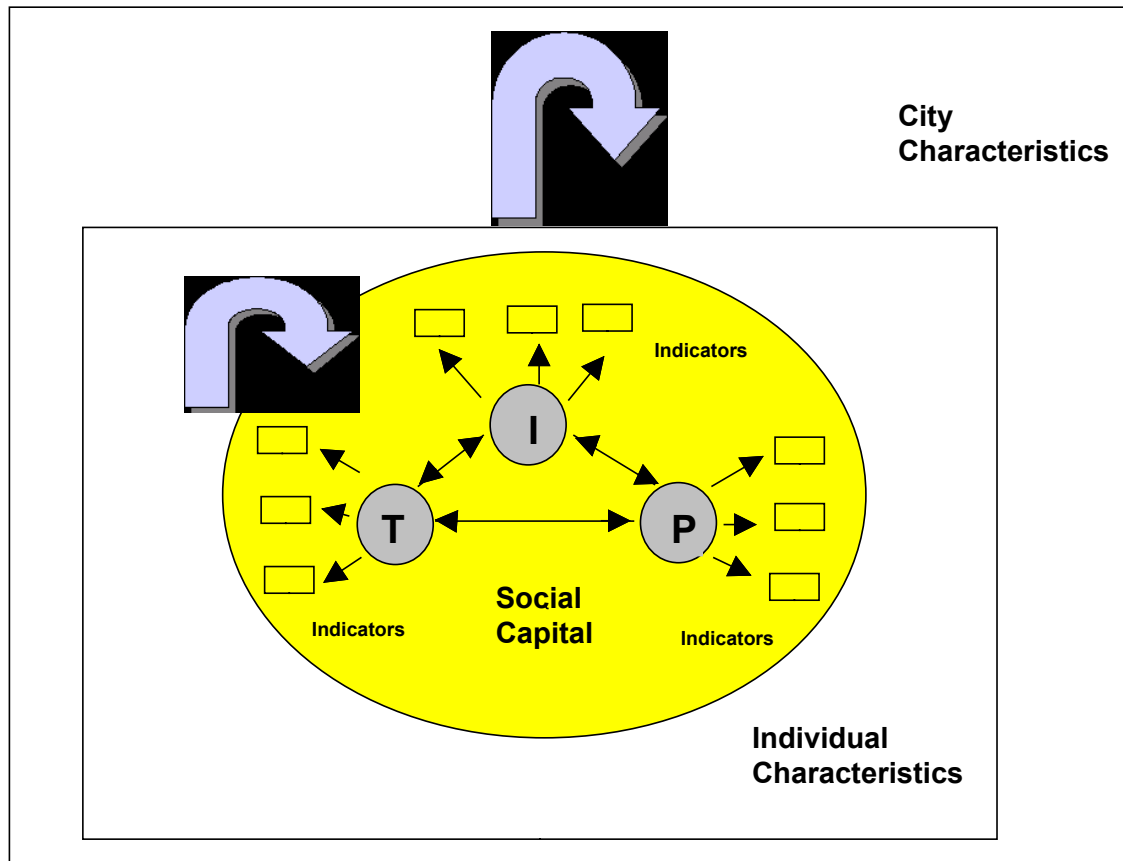 City
Characteristics
Indicators
I
T
P
Social
Capital
Indicators
Indicators
Individual
Characteristics